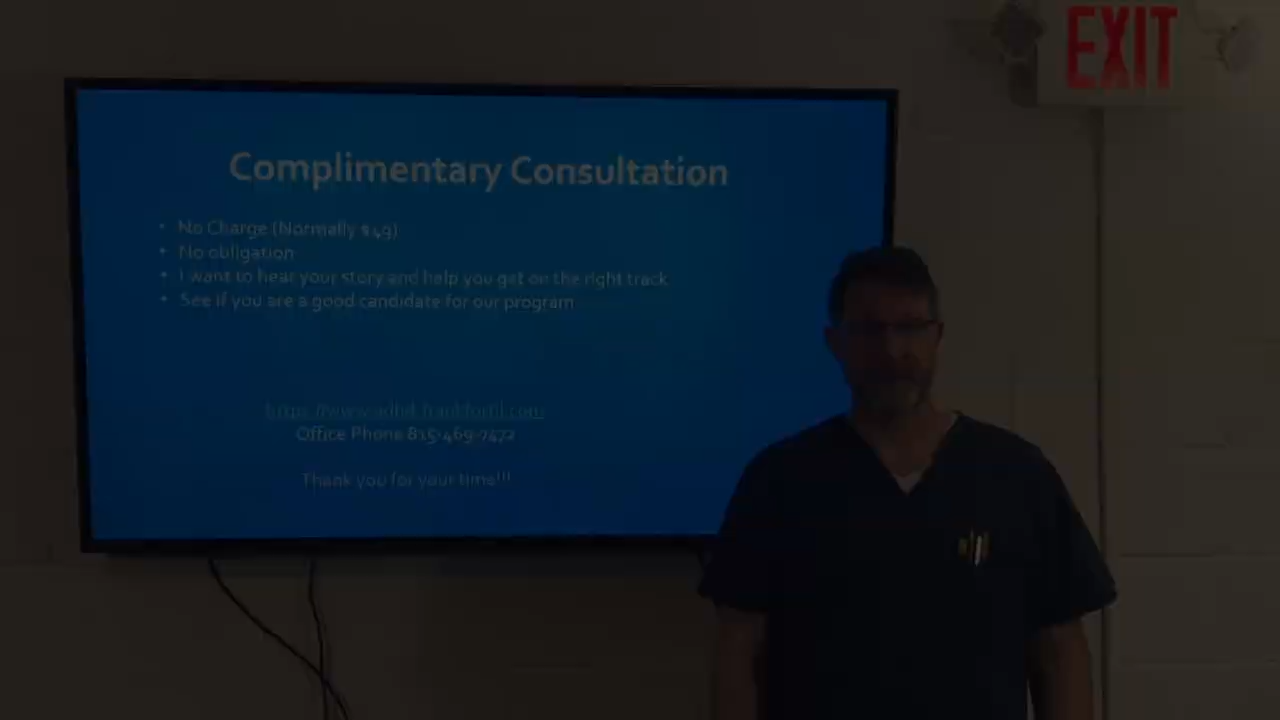 EXIT
Complimentary Consultation
• No Charge (Normally $49)
• No obligation
• I want to hear your story and help you get on the right track
• See if you are a good candidate for our program
Office Phone 815-469-7472
Thank you for your time!!!